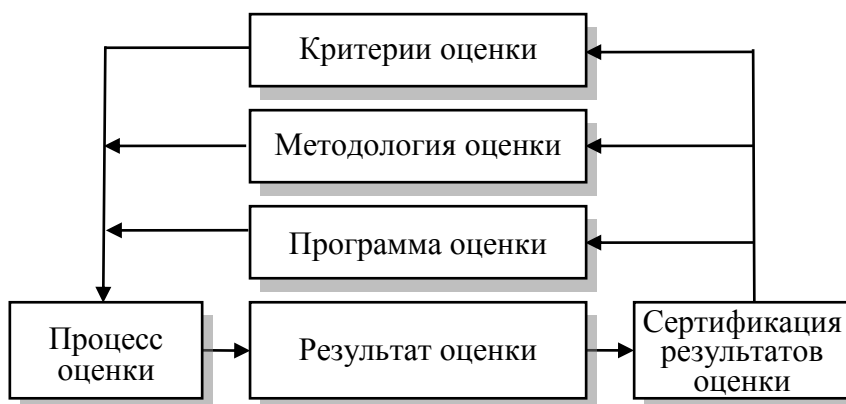 Критерии оценки
Методология оценки
Программа оценки
Процесс
оценки
Результат оценки
Сертификация
результатов
оценки